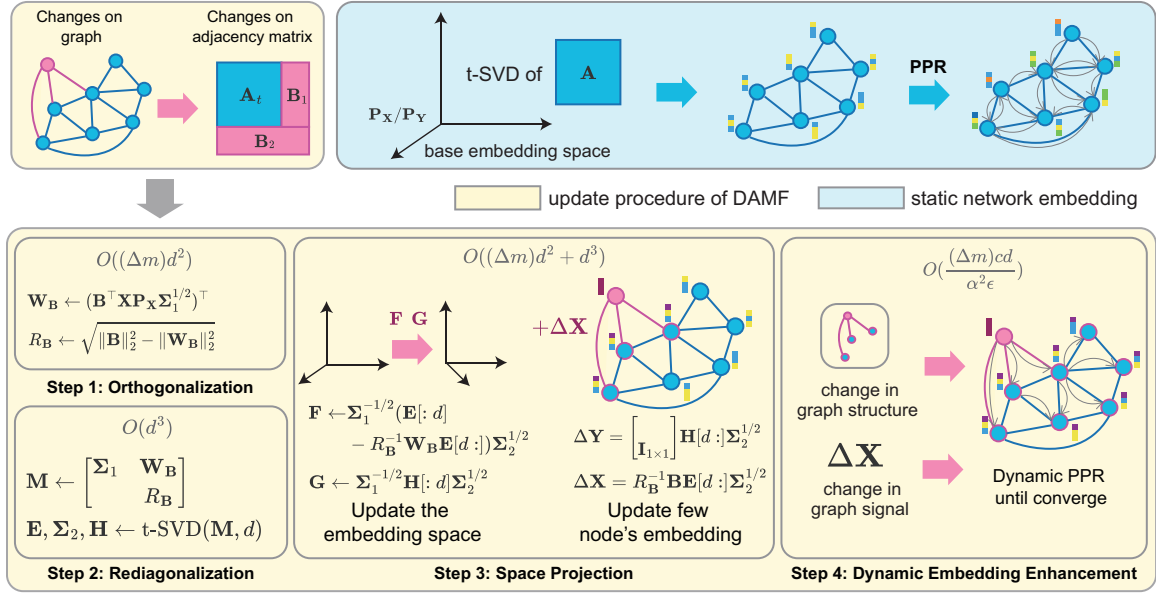 Changes on
graph
Changes on
adjacency matrix
A_t
B_1
B_2
P_X/P_Y
t-SVD of
A
base embedding space
PPR
update procedure of DAMF
static network embedding
O((Δm)d²)
W_B ← (B^⊤XP_XΣ_1^{1/2})^⊤
R_B ← √(‖B‖_2^2 − ‖W_B‖_2^2)
Step 1: Orthogonalization
O(d³)
M ← [Σ_1 W_B
R_B]
E, Σ_2, H ← t-SVD(M, d)
Step 2: Rediagonalization
O((Δm)d² + d³)
F G
F ←Σ_1^{-1/2}(E[: d]
− R_B^{-1}W_BE[d :])Σ_2^{1/2}
G ← Σ_1^{-1/2}H[: d]Σ_2^{1/2}
Update the
embedding space
+ΔX
ΔY = [I_{1×1}] H[d :]Σ_2^{1/2}
ΔX = R_B^{-1}BE[d :]Σ_2^{1/2}
Update few
node's embedding
Step 3: Space Projection
O((Δm)cd / α²ϵ)
change in
graph structure
ΔX
change in
graph signal
Dynamic PPR
until converge
Step 4: Dynamic Embedding Enhancement